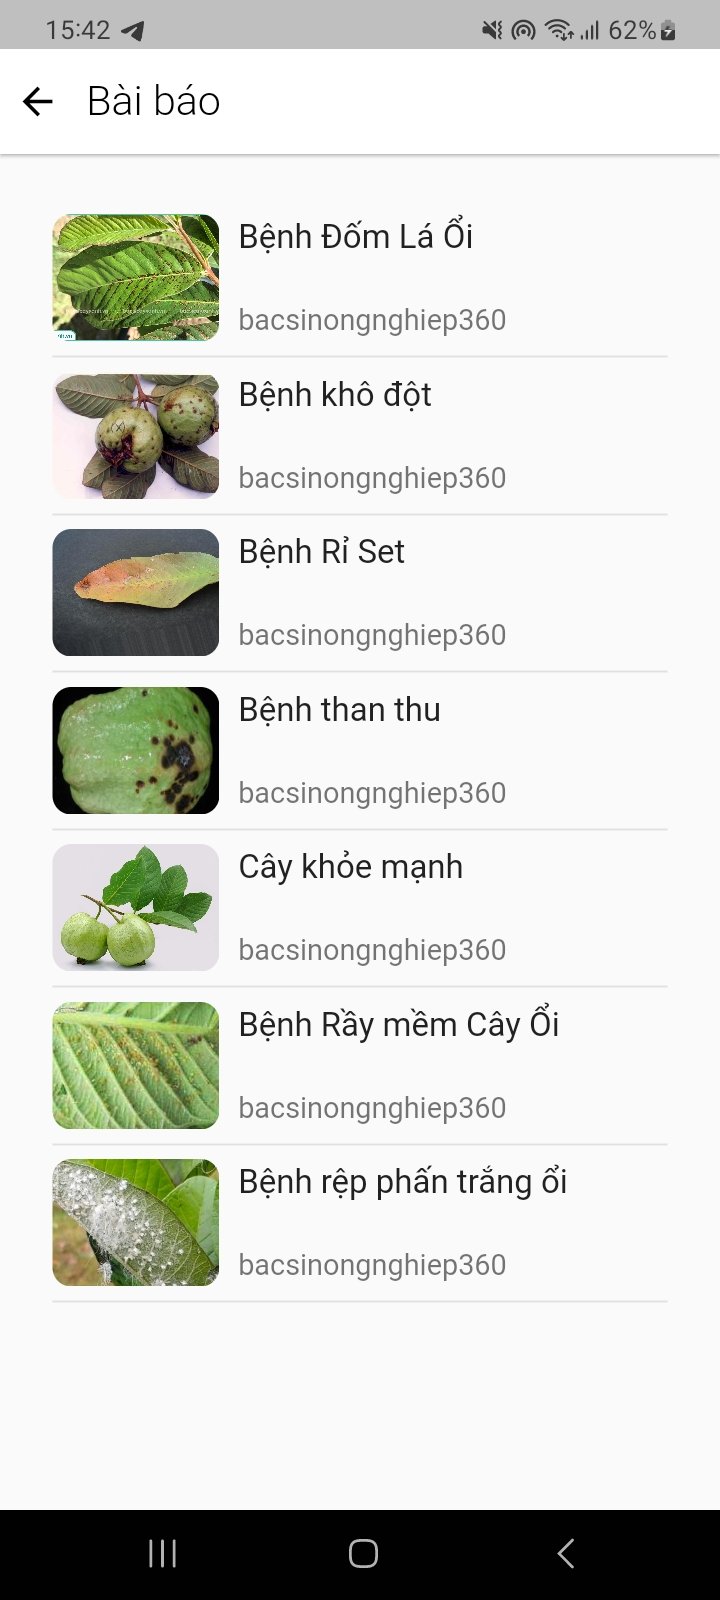 15:42
62%
Bài báo
Bệnh Đốm Lá Ổi
bacsinongnghiep360
Bệnh khô đột
bacsinongnghiep360
Bệnh Rỉ Set
bacsinongnghiep360
Bệnh than thu
bacsinongnghiep360
Cây khỏe mạnh
bacsinongnghiep360
Bệnh Rầy mềm Cây Ổi
bacsinongnghiep360
Bệnh rệp phấn trắng ổi
bacsinongnghiep360